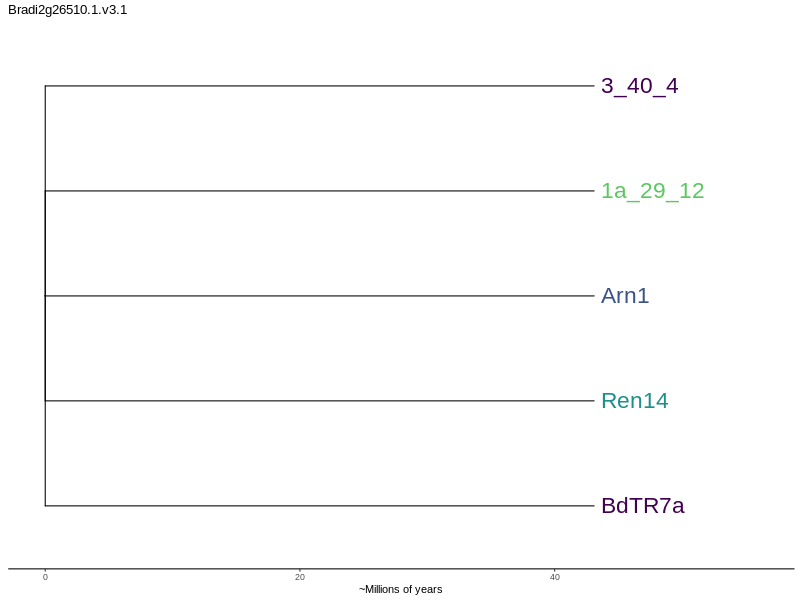 Bradi2g26510.1.v3.1
3_40_4
1a_29_12
Arn1
Ren14
BdTR7a
0 20 40
~Millions of years